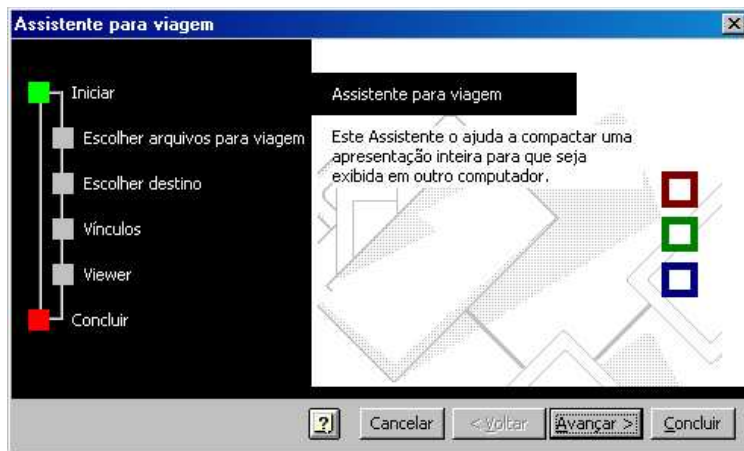 Assistente para viagem
Iniciar
Escolher arquivos para viagem
Escolher destino
Vínculos
Viewer
Concluir
Assistente para viagem
Este Assistente o ajuda a compactar uma
apresentação inteira para que seja
exibida em outro computador.
?
Cancelar
< Voltar
Avançar >
Concluir